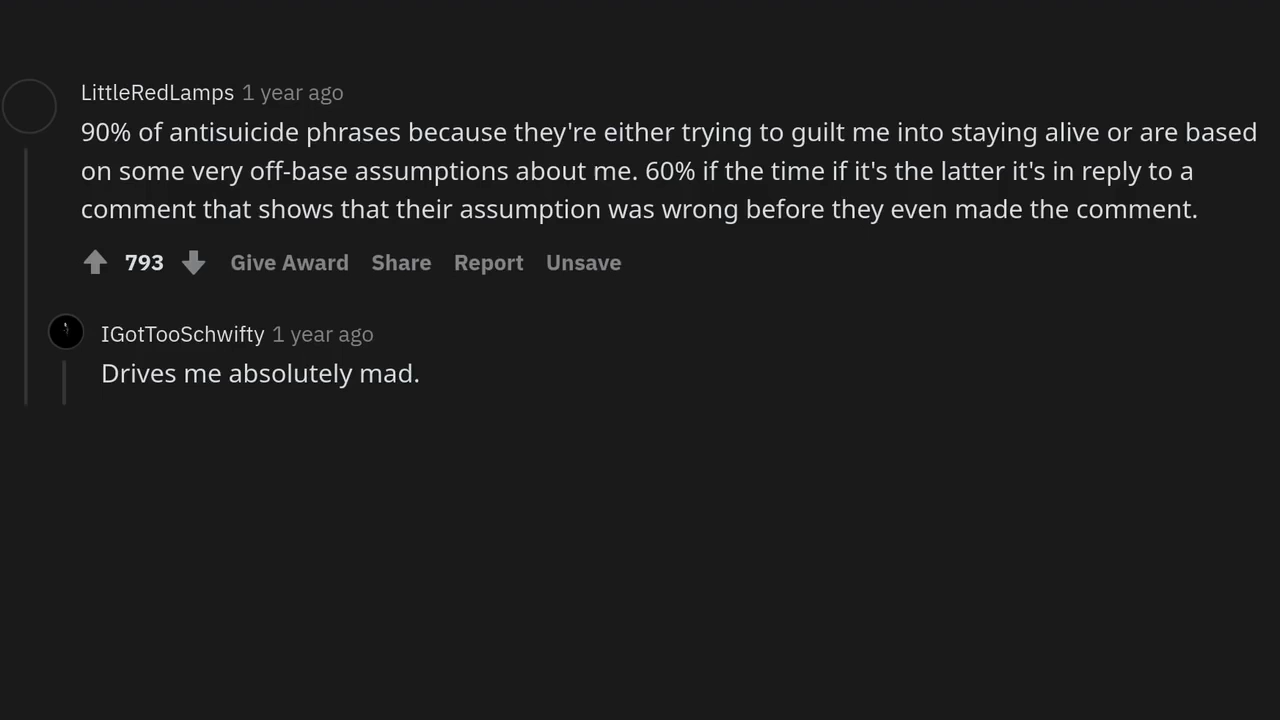 LittleRedLamps 1 year ago
90% of antisuicide phrases because they're either trying to guilt me into staying alive or are based
on some very off-base assumptions about me. 60% if the time if it's the latter it's in reply to a
comment that shows that their assumption was wrong before they even made the comment.
793 Give Award Share Report Unsave
IGotTooSchwifty 1 year ago
Drives me absolutely mad.